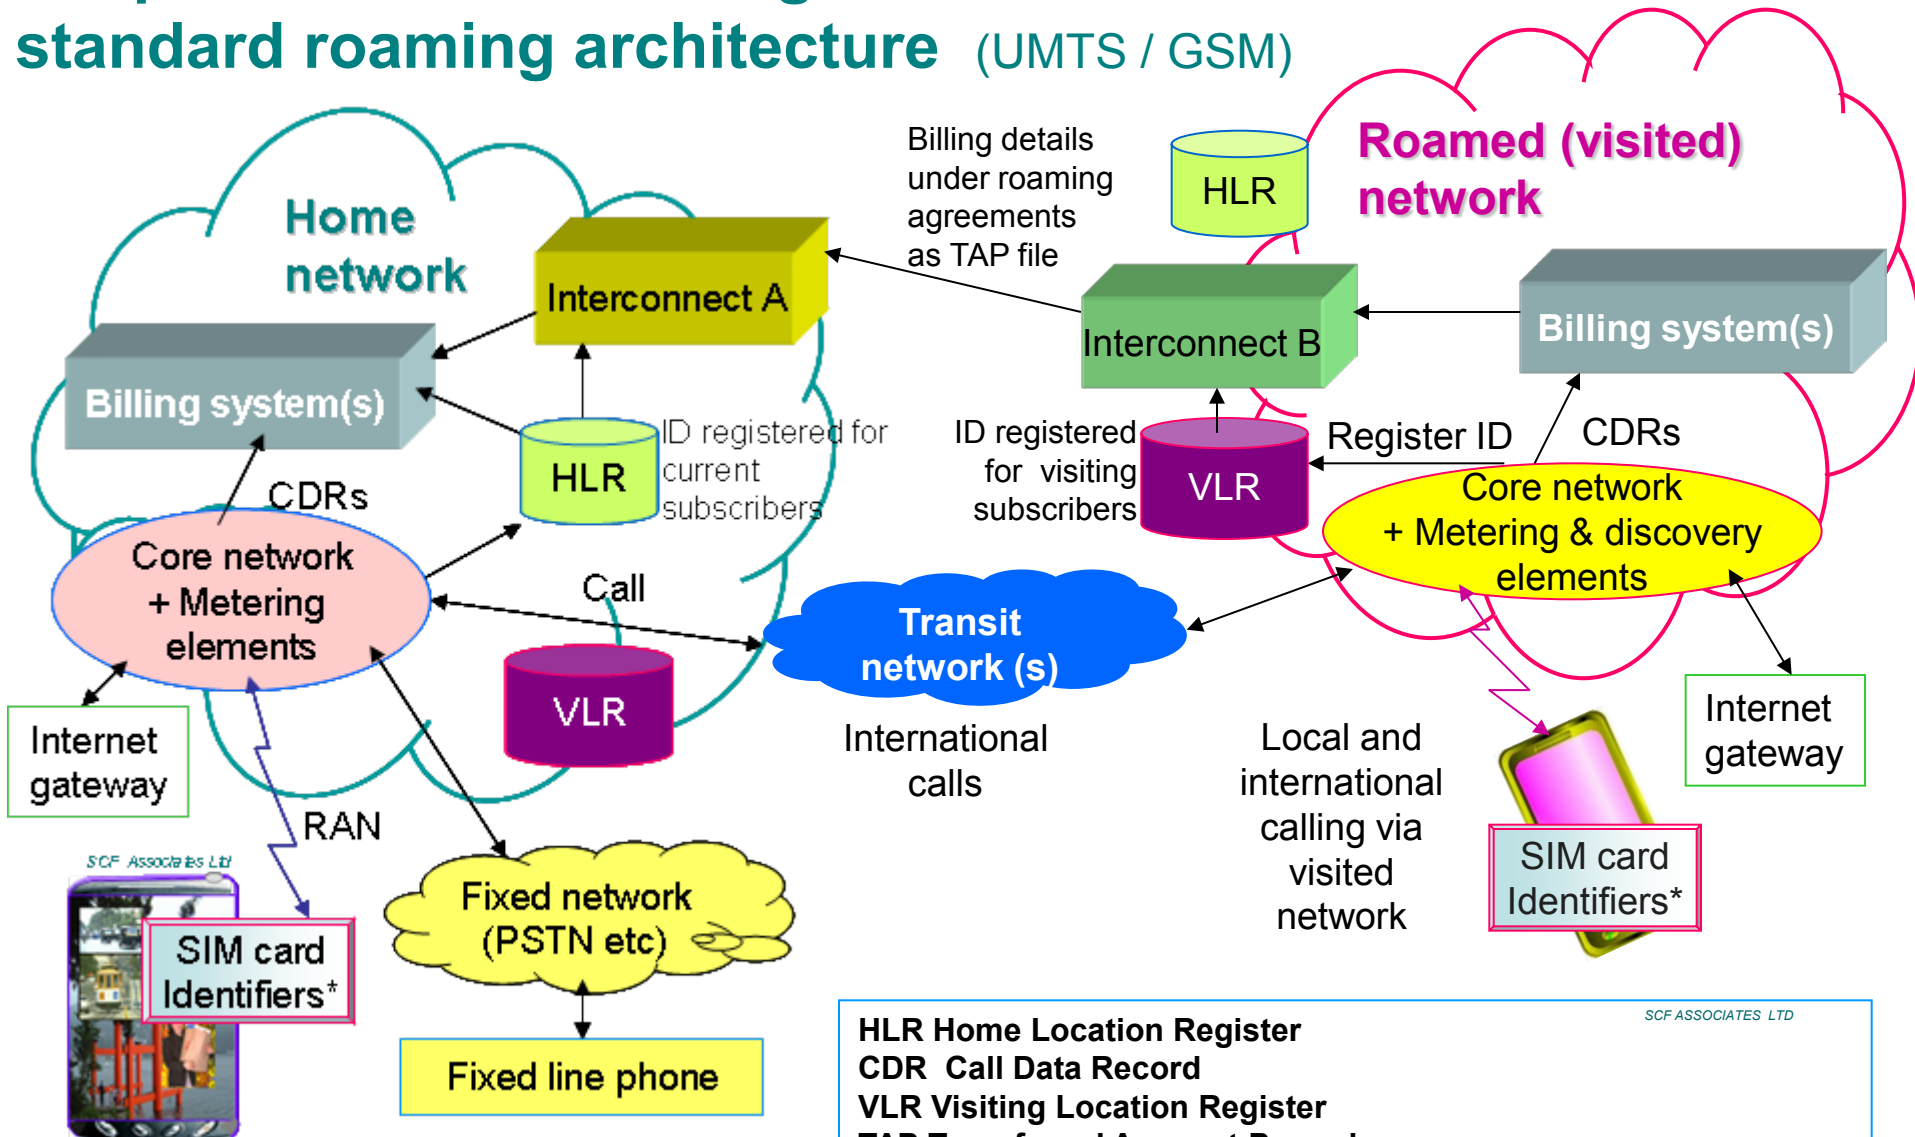 standard roaming architecture (UMTS / GSM)
Home
network
Interconnect A
Billing system(s)
HLR
ID registered for
current
subscribers
CDRs
Core network
+ Metering
elements
Call
VLR
Internet
gateway
RAN
SCF Associates Ltd
SIM card
Identifiers*
Fixed network
(PSTN etc)
Fixed line phone
Billing details
under roaming
agreements
as TAP file
HLR
Roamed (visited)
network
Interconnect B
Billing system(s)
ID registered
for visiting
subscribers
VLR
Register ID
CDRs
Core network
+ Metering & discovery
elements
Transit
network (s)
International
calls
Local and
international
calling via
visited
network
Internet
gateway
SIM card
Identifiers*
SCF ASSOCIATES LTD
HLR Home Location Register
CDR Call Data Record
VLR Visiting Location Register